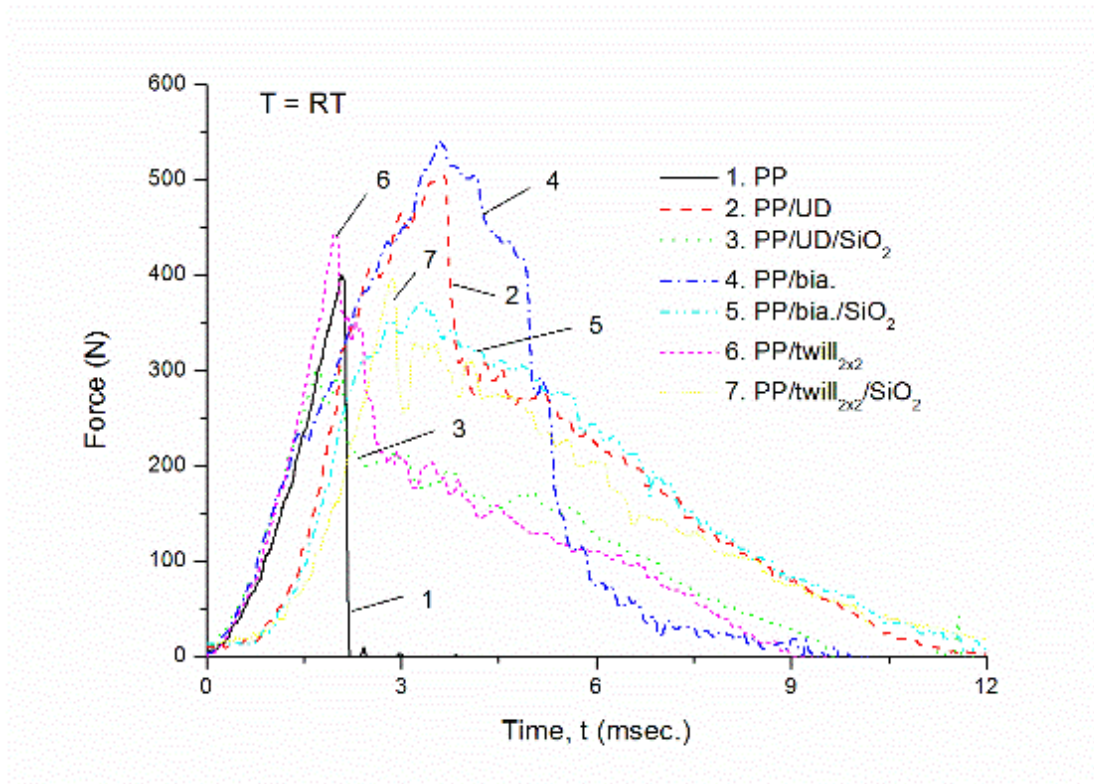 600
T = RT
500
400
300
200
100
0
Force (N)
6
4
7
2
5
3
1
1. PP
2. PP/UD
3. PP/UD/SiO₂
4. PP/bia.
5. PP/bia./SiO₂
6. PP/twill₂ₓ₂
7. PP/twill₂ₓ₂/SiO₂
0 3 6 9 12
Time, t (msec.)